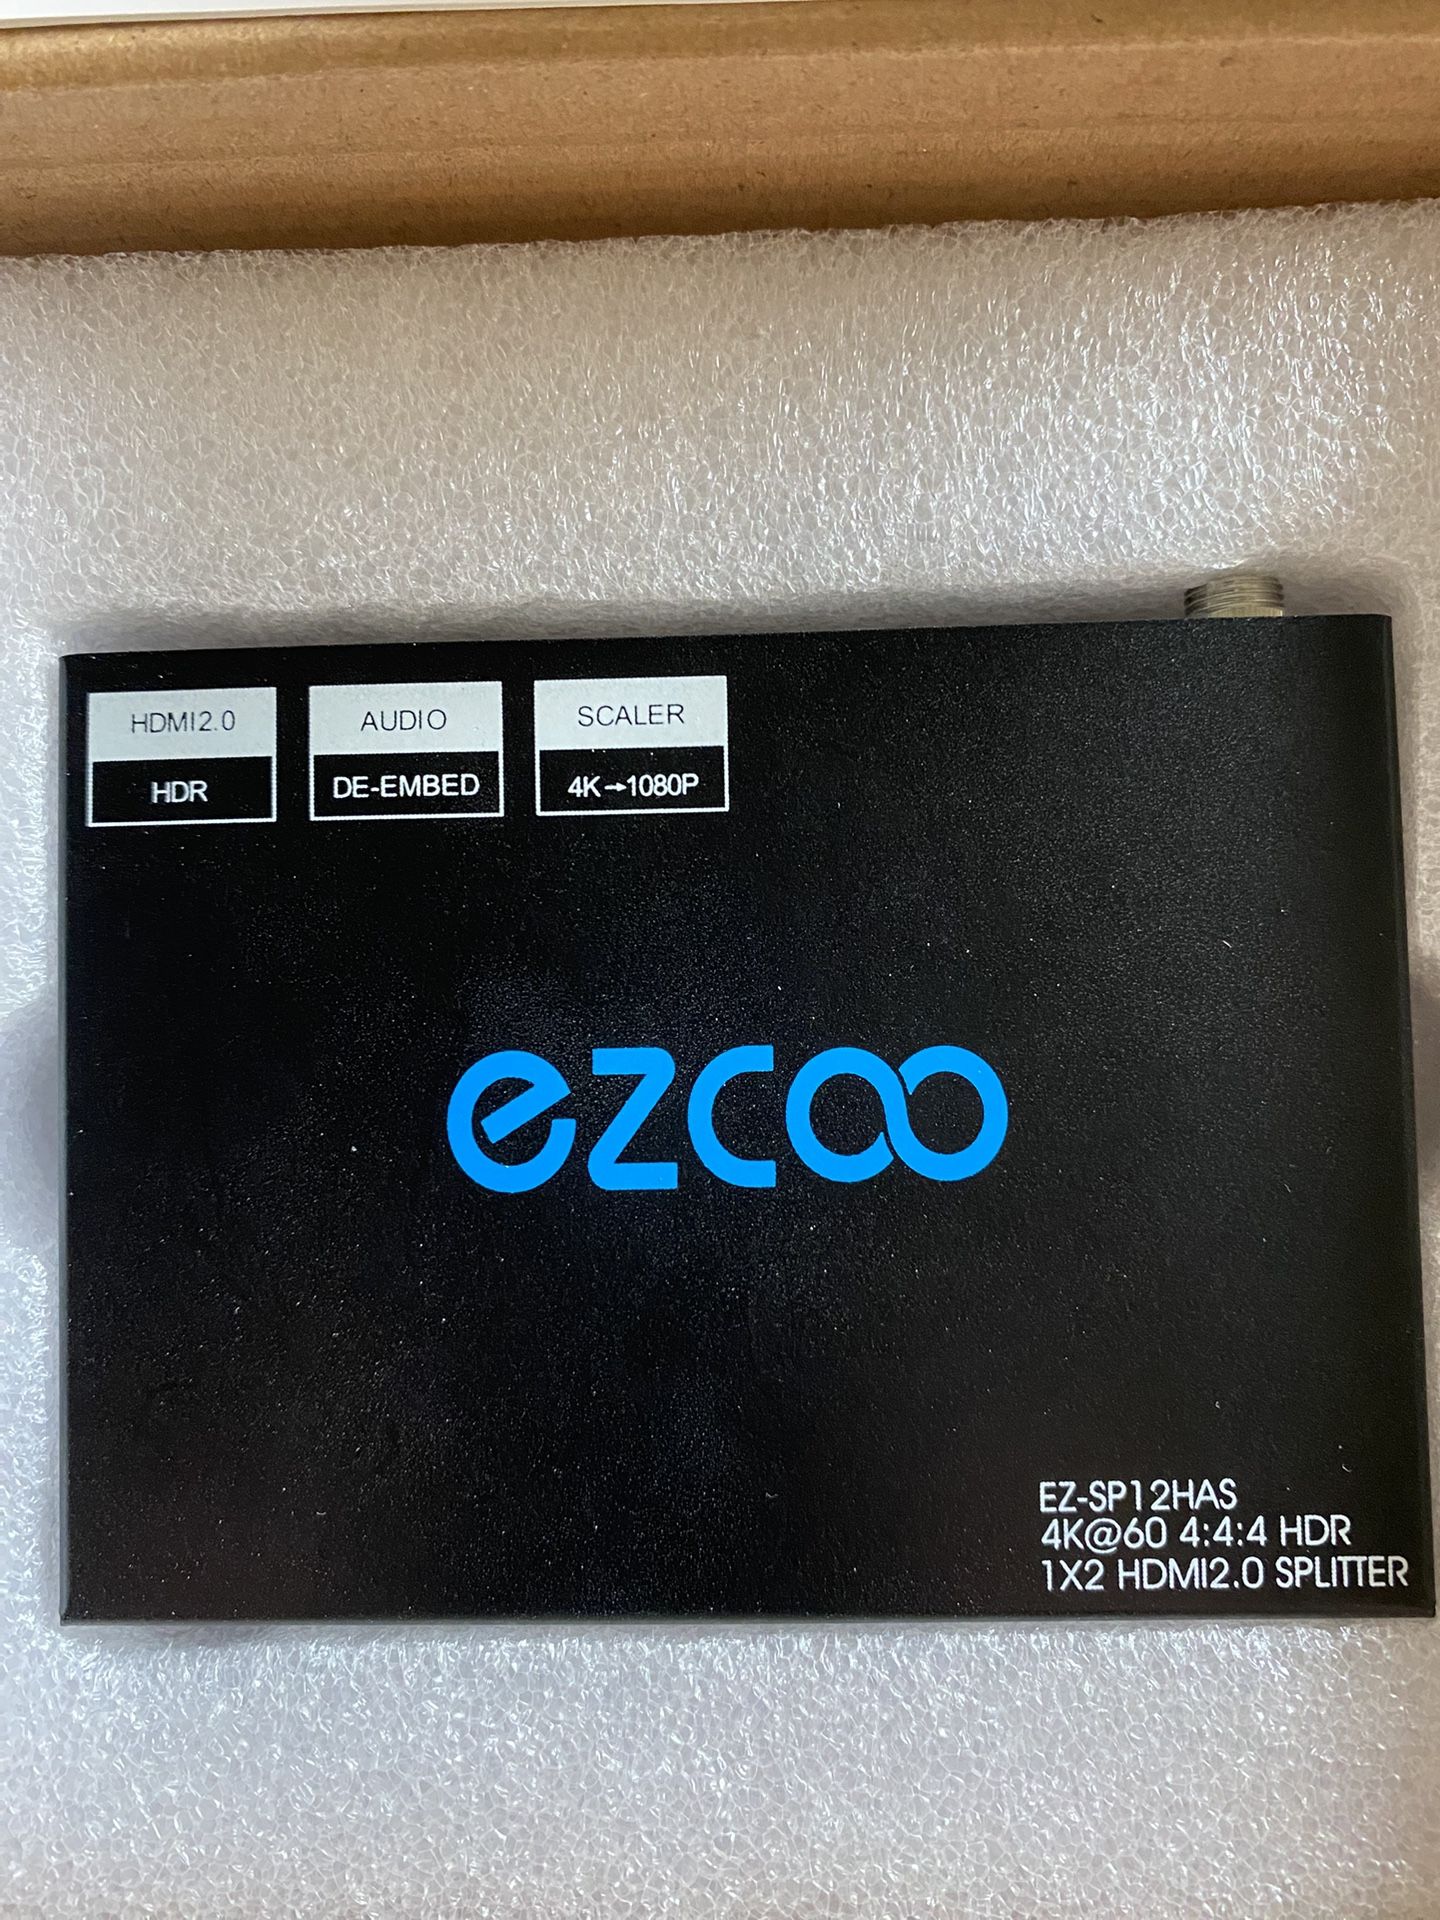 HDMI2.0 AUDIO SCALER
HDR DE-EMBED 4K→1080P
ezcoo
EZ-SP12HAS
4K@60 4:4:4 HDR
1X2 HDMI2.0 SPLITTER